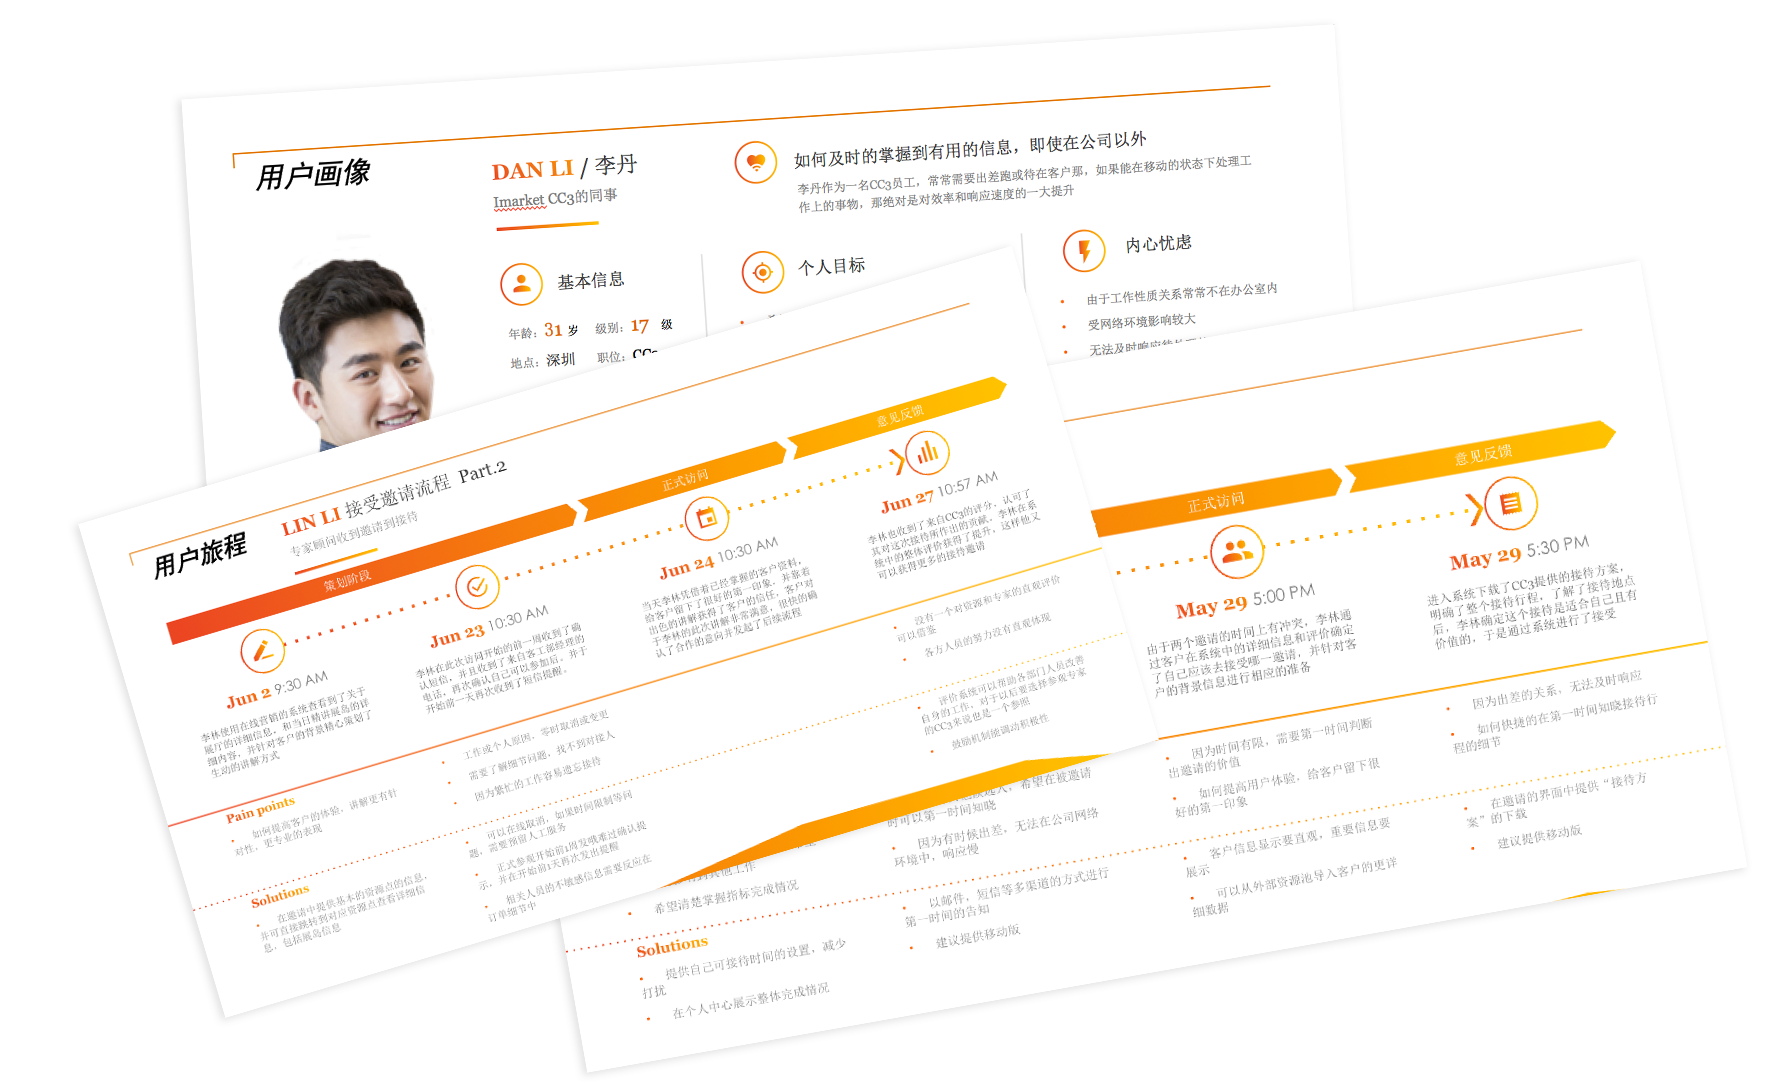 用户画像
DAN LI / 李丹
Imarket CC3的同事
如何及时的掌握到有用的信息，即使在公司以外
李丹作为一名CC3员工，常常需要出差跑或待在客户那，如果能在移动的状态下处理工
作上的事物，那绝对是对效率和响应速度的一大提升
基本信息
年龄：31 岁 级别：17 级
地点：深圳 职位：
个人目标
内心忧虑
• 由于工作性质关系常常不在办公室内
• 受网络环境影响较大
• 无法及时响应
用户旅程
LIN LI 接受邀请流程 Part.2
专家顾问收到邀请到接待
策划阶段
正式访问
意见反馈
Jun 2 9:30 AM
李林使用在线营销的系统查看到了关于
展厅的详细信息，和当日精讲展岛的详
细内容，并针对客户的背景精心策划了
生动的讲解方式
Jun 23 10:30 AM
李林在此次访问开始的前一周收到了确
认短信，并且收到了来自客工部经理的
电话，再次确认自己可以参加后，并于
开始前一天再次收到了短信提醒。
Jun 24 10:30 AM
当天李林凭借着已经掌握的客户资料，
给客户留下了很好的第一印象，并靠着
出色的讲解获得了客户的信任，客户对
于李林的此次讲解非常满意，很快的确
认了合作的意向并发起了后续流程
Jun 27 10:57 AM
李林也收到了来自CC3的评分，认可了
其对这次接待所作出的贡献，李林在系
统中的整体评价获得了提升，这样他又
可以获得更多的接待邀请
Pain points
• 如何提高客户的体验，讲解更有针
对性，更专业的表现
• 工作或个人原因，零时取消或变更
• 需要了解细节问题，找不到对接人
• 因为繁忙的工作容易遗忘接待
• 没有一个对资源和专家的直观评价
可以借鉴
• 各方人员的努力没有直观体现
Solutions
• 在邀请中提供基本的资源点的信息，
并可直接跳转到对应资源点查看详细信
息，包括展岛信息
• 可以在线取消，如果时间限制等问
题，需要预留人工服务
• 正式参观开始前1周发哦难过确认提
示，并在开始前1天再次发出提醒
• 相关人员的不敏感信息需要反应在
订单细节中
• 评价系统可以帮助各部门人员改善
自身的工作，对于以后要选择参观专家
的CC3来说也是一个参照
• 鼓励机制能调动积极性
正式访问
意见反馈
May 29 5:00 PM
由于两个邀请的时间上有冲突，李林通
过客户在系统中的详细信息和评价确定
了自己应该去接受哪一邀请，并针对客
户的背景信息进行相应的准备
May 29 5:30 PM
进入系统下载了CC3提供的接待方案，
明确了整个接待行程，了解了接待地点
后，李林确定这个接待是适合自己且有
价值的，于是通过系统进行了接受
其他工作
• 希望清楚掌握指标完成情况
希望在被邀请
时可以第一时间知晓
• 因为有时候出差，无法在公司网络
环境中，响应慢
• 因为时间有限，需要第一时间判断
出邀请的价值
• 如何提高用户体验，给客户留下很
好的第一印象
• 因为出差的关系，无法及时响应
• 如何快捷的在第一时间知晓接待行
程的细节
Solutions
• 提供自己可接待时间的设置，减少
打扰
• 在个人中心展示整体完成情况
• 以邮件，短信等多渠道的方式进行
第一时间的告知
• 建议提供移动版
• 客户信息显示要直观，重要信息要
展示
• 可以从外部资源池导入客户的更详
细数据
• 在邀请的界面中提供“接待方
案”的下载
• 建议提供移动版